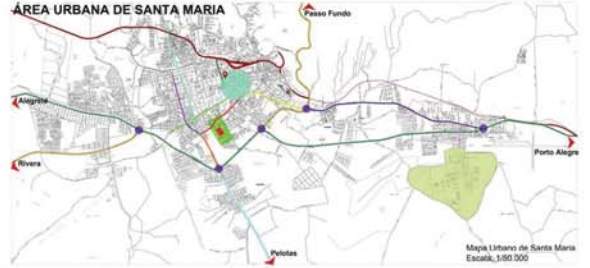 ÁREA URBANA DE SANTA MARIA
Passo Fundo
Alegrete
Rivera
Porto Alegre
Pelotas
Mapa Urbano de Santa Maria
Escala: 1/50.000